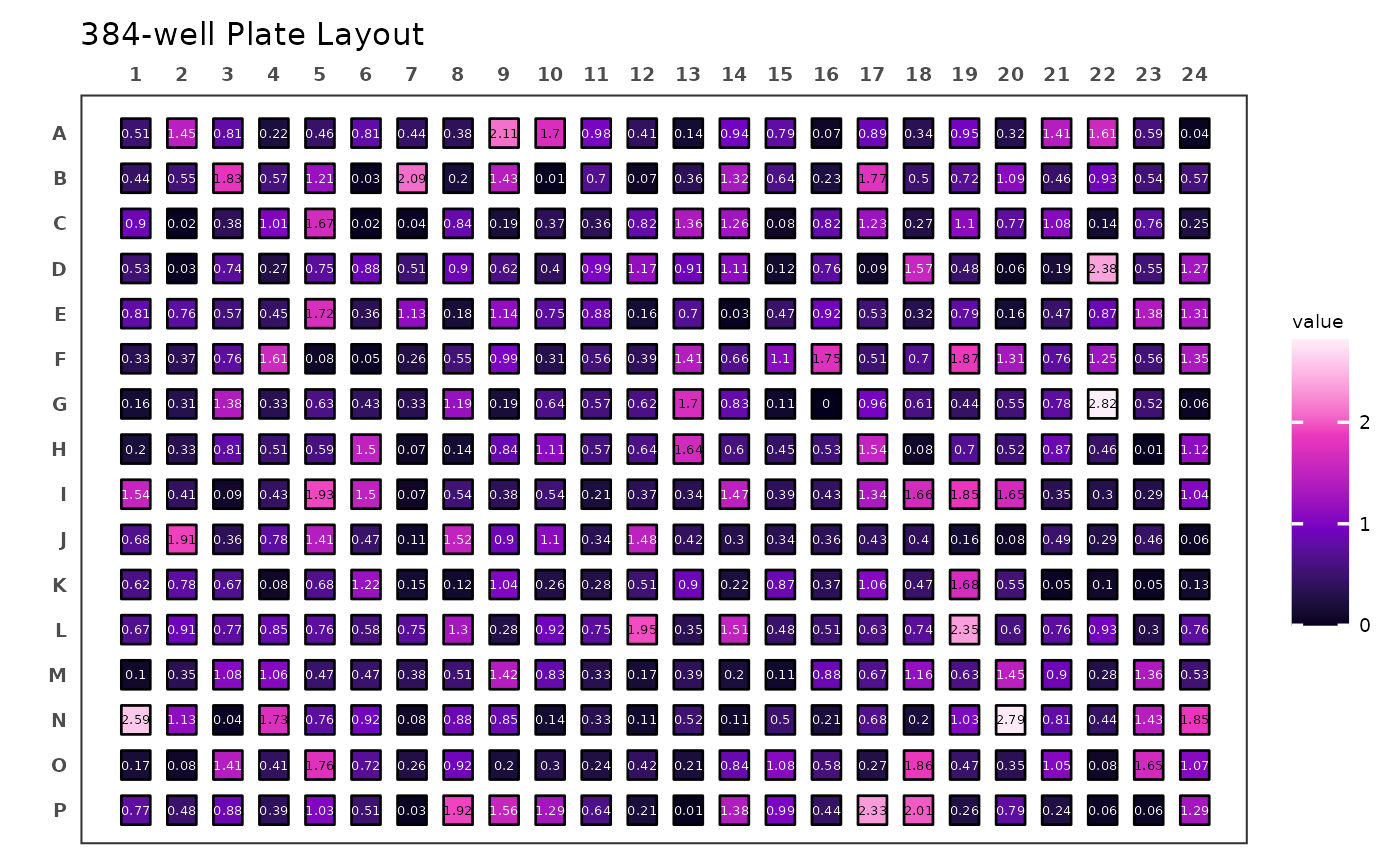 384-well Plate Layout
1 2 3 4 5 6 7 8 9 10 11 12 13 14 15 16 17 18 19 20 21 22 23 24
A 0.51 1.45 0.81 0.22 0.46 0.81 0.44 0.38 2.11 1.7 0.98 0.41 0.14 0.94 0.79 0.07 0.89 0.34 0.95 0.32 1.41 1.61 0.59 0.04
B 0.44 0.55 1.83 0.57 1.21 0.03 2.09 0.2 1.43 0.01 0.7 0.07 0.36 1.32 0.64 0.23 1.77 0.5 0.72 1.09 0.46 0.93 0.54 0.57
C 0.9 0.02 0.38 1.01 1.67 0.02 0.04 0.84 0.19 0.37 0.36 0.82 1.36 1.26 0.08 0.82 1.23 0.27 1.1 0.77 1.08 0.14 0.76 0.25
D 0.53 0.03 0.74 0.27 0.75 0.88 0.51 0.9 0.62 0.4 0.99 1.17 0.91 1.11 0.12 0.76 0.09 1.57 0.48 0.06 0.19 2.38 0.55 1.27
E 0.81 0.76 0.57 0.45 1.72 0.36 1.13 0.18 1.14 0.75 0.88 0.16 0.7 0.03 0.47 0.92 0.53 0.32 0.79 0.16 0.47 0.87 1.38 1.31
value
F 0.33 0.37 0.76 1.61 0.08 0.05 0.26 0.55 0.99 0.31 0.56 0.39 1.41 0.66 1.1 1.75 0.51 0.7 1.87 1.31 0.76 1.25 0.56 1.35
G 0.16 0.31 1.38 0.33 0.63 0.43 0.33 1.19 0.19 0.64 0.57 0.62 1.7 0.83 0.11 0 0.96 0.61 0.44 0.55 0.78 2.82 0.52 0.06
2
H 0.2 0.33 0.81 0.51 0.59 1.5 0.07 0.14 0.84 1.11 0.57 0.64 1.64 0.6 0.45 0.53 1.54 0.08 0.7 0.52 0.87 0.46 0.01 1.12
I 1.54 0.41 0.09 0.43 1.93 1.5 0.07 0.54 0.38 0.54 0.21 0.37 0.34 1.47 0.39 0.43 1.34 1.66 1.85 1.65 0.35 0.3 0.29 1.04
1
J 0.68 1.91 0.36 0.78 1.41 0.47 0.11 1.52 0.9 1.1 0.34 1.48 0.42 0.3 0.34 0.36 0.43 0.4 0.16 0.08 0.49 0.29 0.46 0.06
K 0.62 0.78 0.67 0.08 0.68 1.22 0.15 0.12 1.04 0.26 0.28 0.51 0.9 0.22 0.87 0.37 1.06 0.47 1.68 0.55 0.05 0.1 0.05 0.13
0
L 0.67 0.91 0.77 0.85 0.76 0.58 0.75 1.3 0.28 0.92 0.75 1.95 0.35 1.51 0.48 0.51 0.63 0.74 2.35 0.6 0.76 0.93 0.3 0.76
M 0.1 0.35 1.08 1.06 0.47 0.47 0.38 0.51 1.42 0.83 0.33 0.17 0.39 0.2 0.11 0.88 0.67 1.16 0.63 1.45 0.9 0.28 1.36 0.53
N 2.59 1.13 0.04 1.73 0.76 0.92 0.08 0.88 0.85 0.14 0.33 0.11 0.52 0.11 0.5 0.21 0.68 0.2 1.03 2.79 0.81 0.44 1.43 1.85
O 0.17 0.08 1.41 0.41 1.76 0.72 0.26 0.92 0.2 0.3 0.24 0.42 0.21 0.84 1.08 0.58 0.27 1.86 0.47 0.35 1.05 0.08 1.65 1.07
P 0.77 0.48 0.88 0.39 1.03 0.51 0.03 1.92 1.56 1.29 0.64 0.21 0.01 1.38 0.99 0.44 2.33 2.01 0.26 0.79 0.24 0.06 0.06 1.29